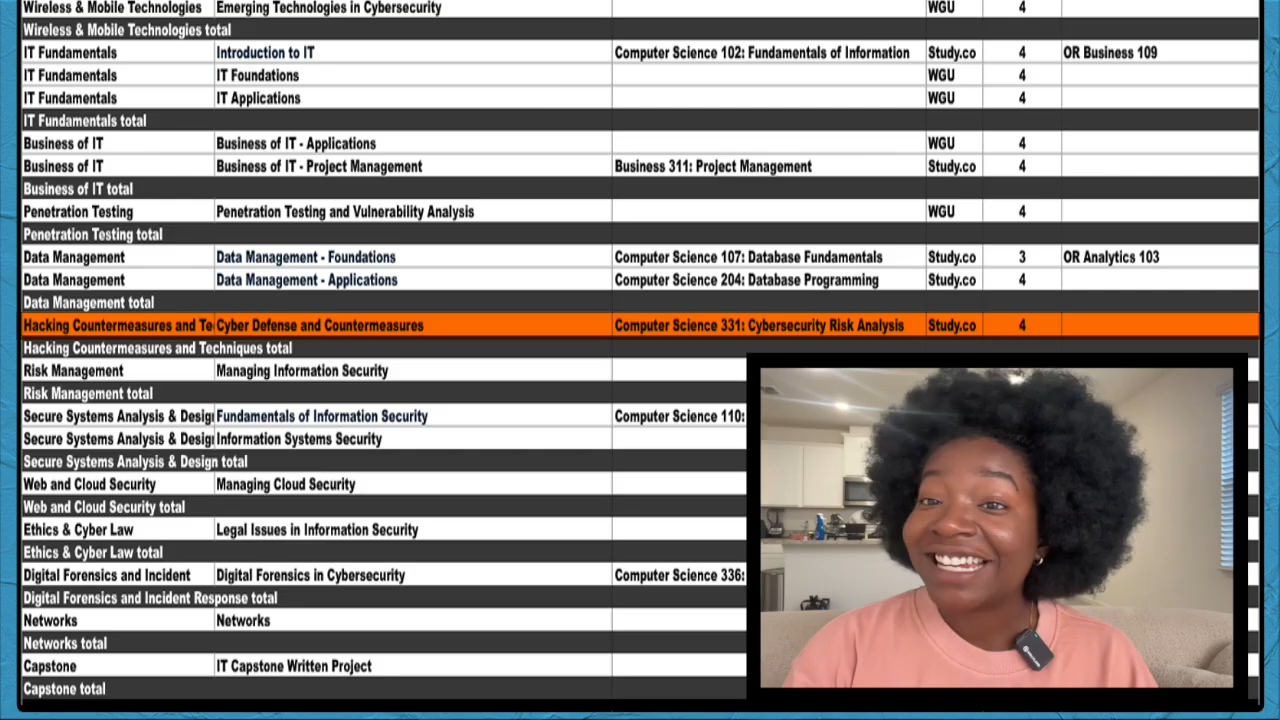 Wireless & Mobile Technologies Emerging Technologies in Cybersecurity WGU 4
Wireless & Mobile Technologies total
IT Fundamentals Introduction to IT Computer Science 102: Fundamentals of Information Study.co 4 OR Business 109
IT Fundamentals IT Foundations WGU 4
IT Fundamentals IT Applications WGU 4
IT Fundamentals total
Business of IT Business of IT - Applications WGU 4
Business of IT Business of IT - Project Management Business 311: Project Management Study.co 4
Business of IT total
Penetration Testing Penetration Testing and Vulnerability Analysis WGU 4
Penetration Testing total
Data Management Data Management - Foundations Computer Science 107: Database Fundamentals Study.co 3 OR Analytics 103
Data Management Data Management - Applications Computer Science 204: Database Programming Study.co 4
Data Management total
Hacking Countermeasures and Te Cyber Defense and Countermeasures Computer Science 331: Cybersecurity Risk Analysis Study.co 4
Hacking Countermeasures and Techniques total
Risk Management Managing Information Security
Risk Management total
Secure Systems Analysis & Desig Fundamentals of Information Security Computer Science 110:
Secure Systems Analysis & Desig Information Systems Security
Secure Systems Analysis & Design total
Web and Cloud Security Managing Cloud Security
Web and Cloud Security total
Ethics & Cyber Law Legal Issues in Information Security
Ethics & Cyber Law total
Digital Forensics and Incident Digital Forensics in Cybersecurity Computer Science 336:
Digital Forensics and Incident Response total
Networks Networks
Networks total
Capstone IT Capstone Written Project
Capstone total